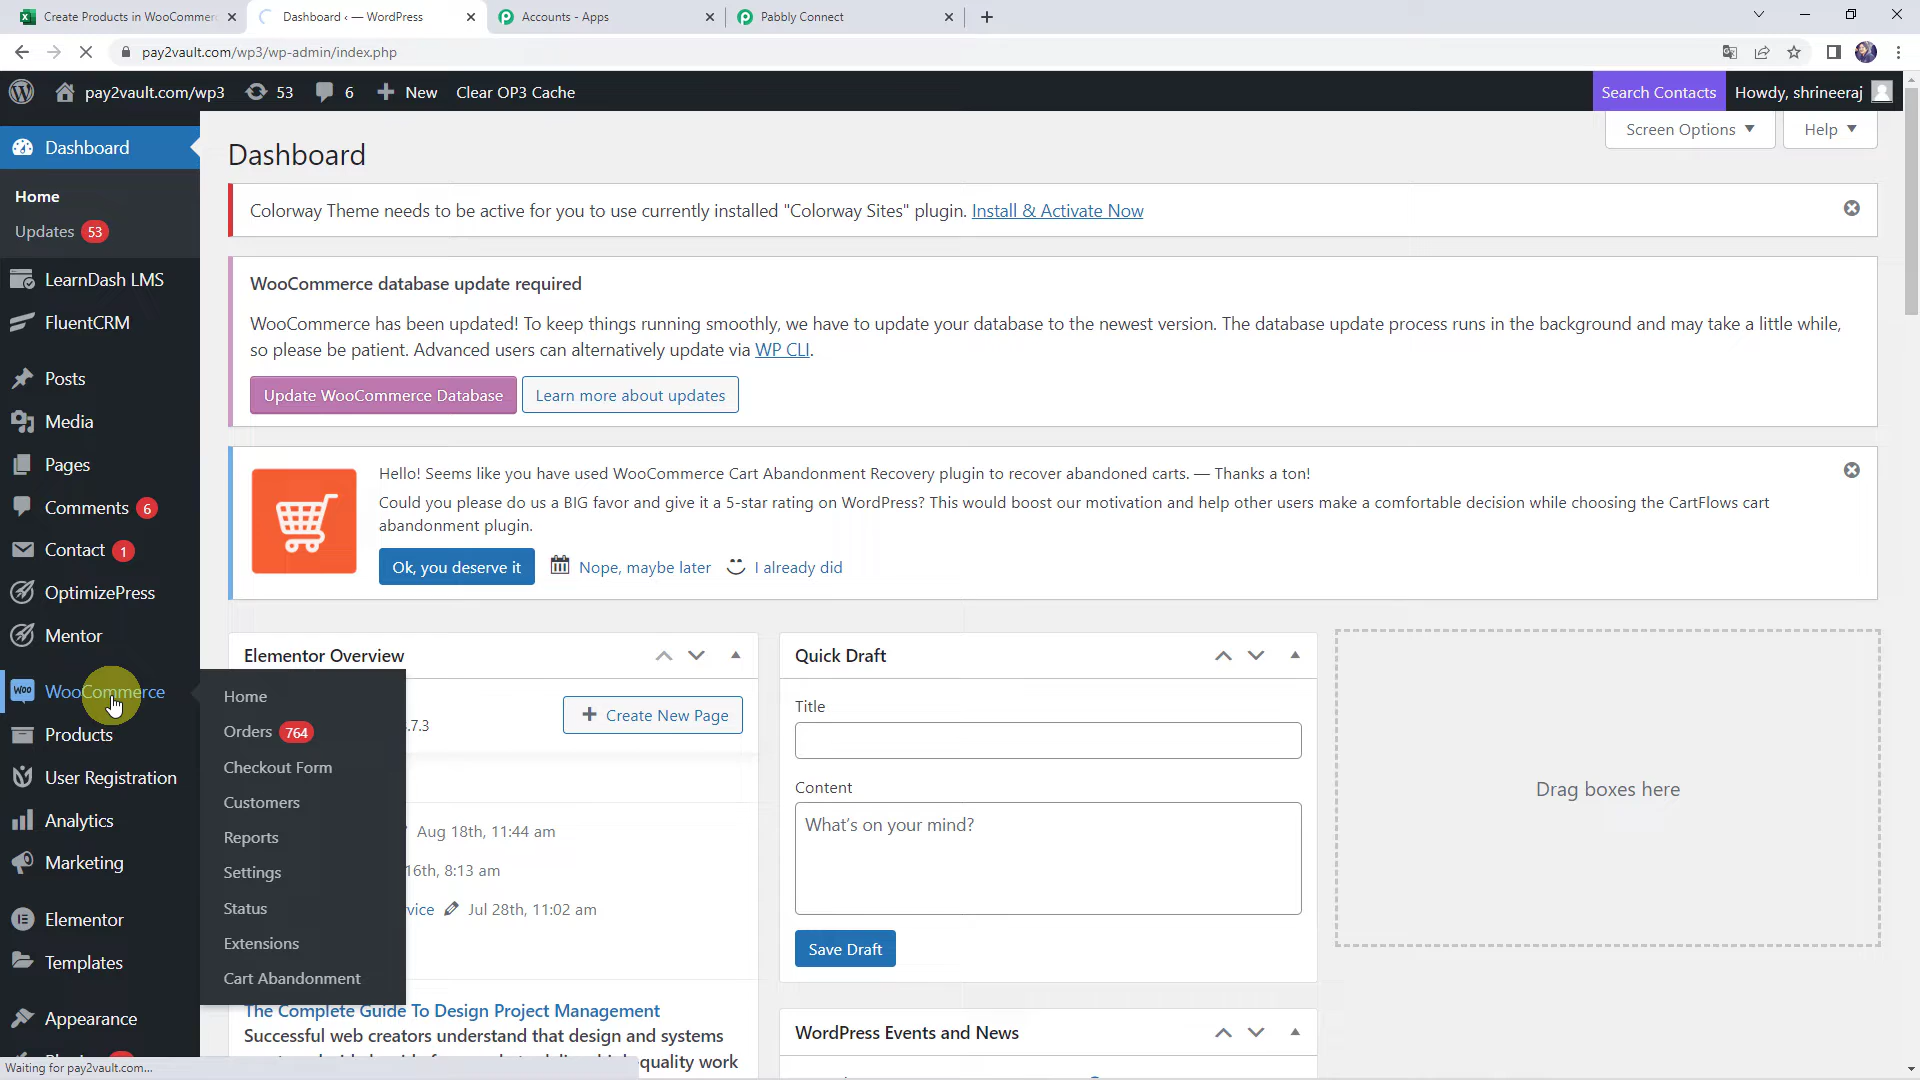 Create Products in WooCommerc
Dashboard ‹ — WordPress
Accounts - Apps
Pabbly Connect
pay2vault.com/wp3/wp-admin/index.php
pay2vault.com/wp3
53
6
New
Clear OP3 Cache
Search Contacts
Howdy, shrineeraj
Screen Options
Help
Dashboard
Home
Updates 53
LearnDash LMS
FluentCRM
Posts
Media
Pages
Comments 6
Contact 1
OptimizePress
Mentor
Woo
WooCommerce
Products
User Registration
Analytics
Marketing
Elementor
Templates
Appearance
Home
Orders 764
Checkout Form
Customers
Reports
Settings
Status
Extensions
Cart Abandonment
Dashboard
Colorway Theme needs to be active for you to use currently installed "Colorway Sites" plugin. Install & Activate Now
WooCommerce database update required
WooCommerce has been updated! To keep things running smoothly, we have to update your database to the newest version. The database update process runs in the background and may take a little while,
so please be patient. Advanced users can alternatively update via WP CLI.
Update WooCommerce Database
Learn more about updates
Hello! Seems like you have used WooCommerce Cart Abandonment Recovery plugin to recover abandoned carts. — Thanks a ton!
Could you please do us a BIG favor and give it a 5-star rating on WordPress? This would boost our motivation and help other users make a comfortable decision while choosing the CartFlows cart
abandonment plugin.
Ok, you deserve it
Nope, maybe later
I already did
Elementor Overview
.7.3
Create New Page
Aug 18th, 11:44 am
16th, 8:13 am
vice
Jul 28th, 11:02 am
The Complete Guide To Design Project Management
Successful web creators understand that design and systems
quality work
Quick Draft
Title
Content
What's on your mind?
Save Draft
WordPress Events and News
Drag boxes here
Waiting for pay2vault.com...